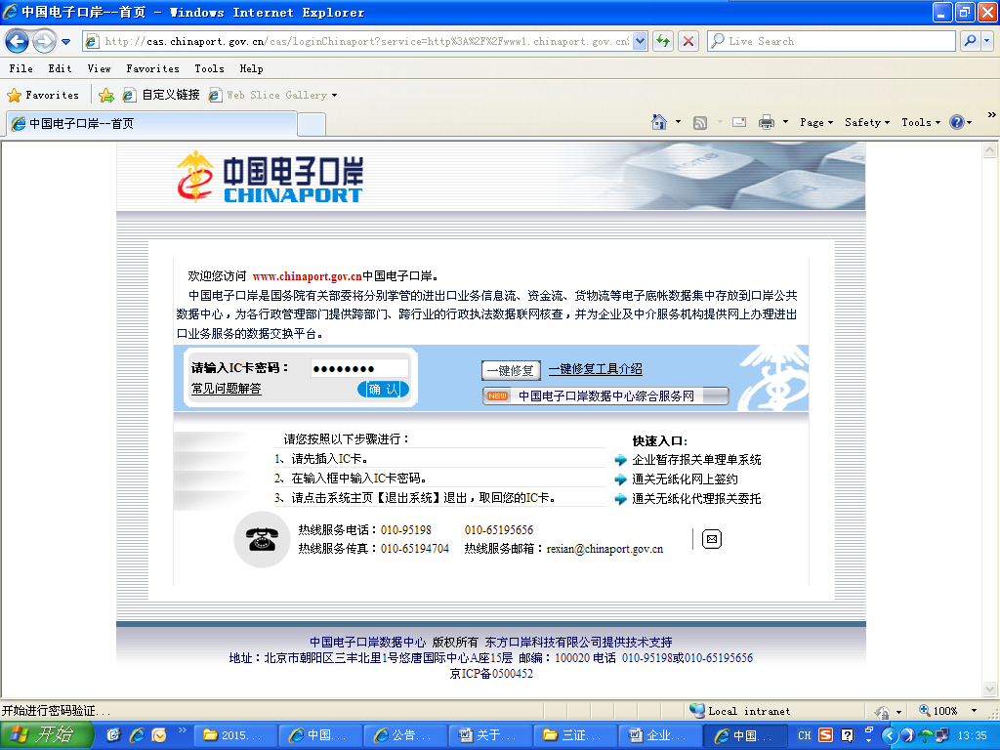 中国电子口岸--首页 - Windows Internet Explorer
http://cas.chinaport.gov.cn/cas/loginChinaport?service=http%3A%2F%2Fwww1.chinaport.gov.cn
Live Search
File Edit View Favorites Tools Help
Favorites 自定义链接 Web Slice Gallery
中国电子口岸--首页
Page Safety Tools
中国电子口岸
CHINAPORT
欢迎您访问 www.chinaport.gov.cn中国电子口岸。
中国电子口岸是国务院有关部委将分别掌管的进出口业务信息流、资金流、货物流等电子底帐数据集中存放到口岸公共
数据中心，为各行政管理部门提供跨部门、跨行业的行政执法数据联网核查，并为企业及中介服务机构提供网上办理进出
口业务服务的数据交换平台。
请输入IC卡密码： ●●●●●●●●
常见问题解答 确 认
一键修复 一键修复工具介绍
NEW 中国电子口岸数据中心综合服务网
请您按照以下步骤进行：
1、请先插入IC卡。
2、在输入框中输入IC卡密码。
3、请点击系统主页【退出系统】退出，取回您的IC卡。
快速入口:
企业暂存报关单理单系统
通关无纸化网上签约
通关无纸化代理报关委托
热线服务电话：010-95198 010-65195656
热线服务传真：010-65194704 热线服务邮箱：rexian@chinaport.gov.cn
中国电子口岸数据中心 版权所有 东方口岸科技有限公司提供技术支持
地址：北京市朝阳区三丰北里1号悠唐国际中心A座15层 邮编：100020 电话 010-95198或010-65195656
京ICP备0500452
开始进行密码验证... Local intranet 100%
开始 2015... 中国... 公告... 关于... 三证... 企业... 中国... CH 13:35